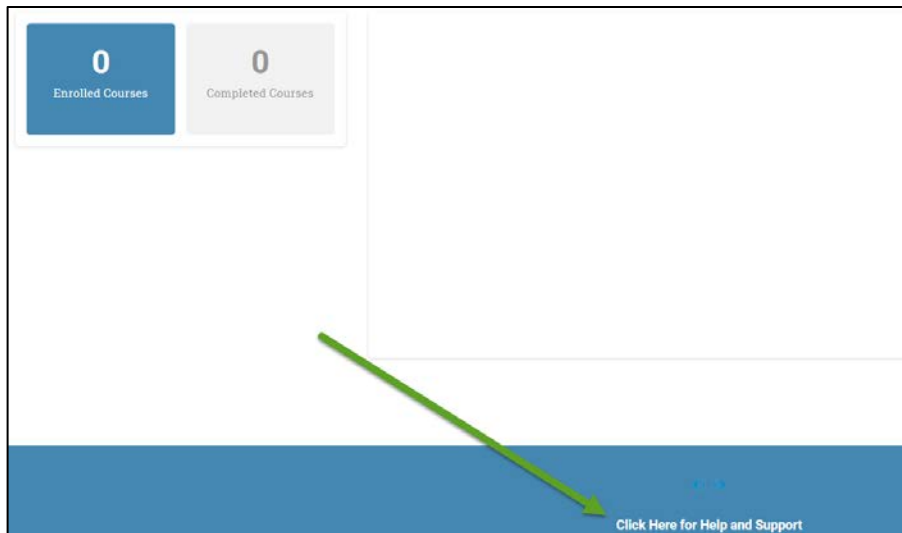 0
Enrolled Courses
0
Completed Courses
Click Here for Help and Support